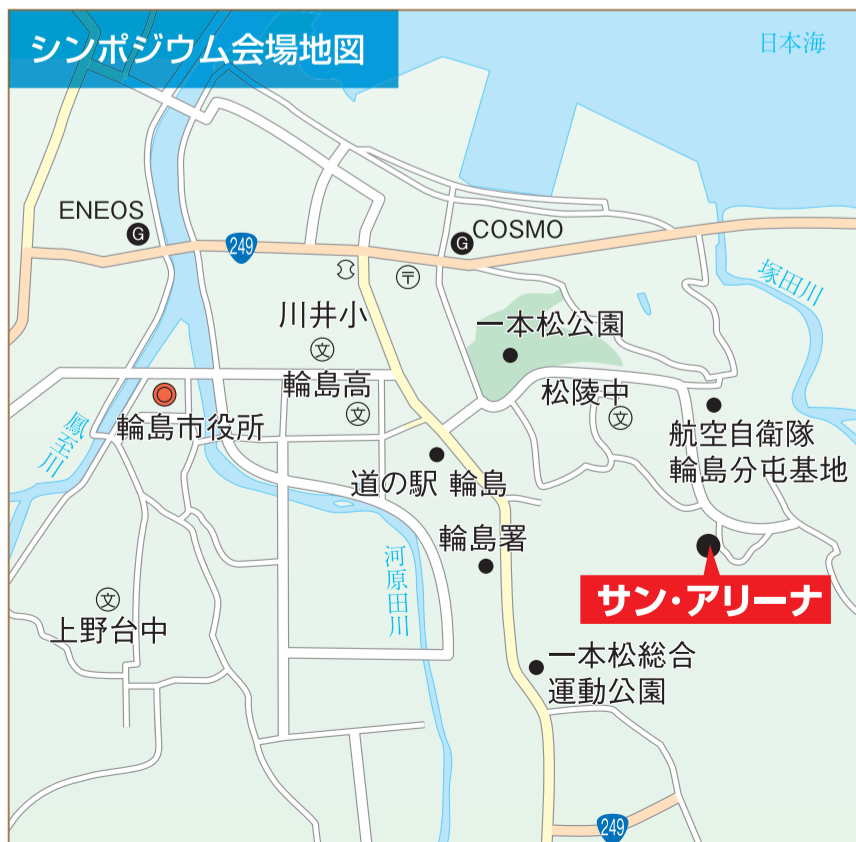 シンポジウム会場地図
日本海
ENEOS
G
249
G
COSMO
〒
塚田川
川井小
文
一本松公園
輪島高
文
松陵中
文
輪島市役所
鳳至川
航空自衛隊
輪島分屯基地
道の駅 輪島
輪島署
河原田川
サン・アリーナ
文
上野台中
一本松総合
運動公園
249